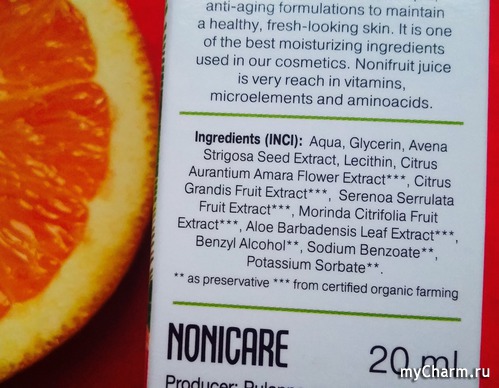 anti-aging formulations to maintain
a healthy, fresh-looking skin. It is one
of the best moisturizing ingredients
used in our cosmetics. Nonifruit juice
is very reach in vitamins,
microelements and aminoacids.
Ingredients (INCI): Aqua, Glycerin, Avena
Strigosa Seed Extract, Lecithin, Citrus
Aurantium Amara Flower Extract***, Citrus
Grandis Fruit Extract***, Serenoa Serrulata
Fruit Extract***, Morinda Citrifolia Fruit
Extract***, Aloe Barbadensis Leaf Extract***,
Benzyl Alcohol**, Sodium Benzoate**,
Potassium Sorbate**.
** as preservative *** from certified organic farming
NONICARE 20 ml
Producer:
myCharm.ru